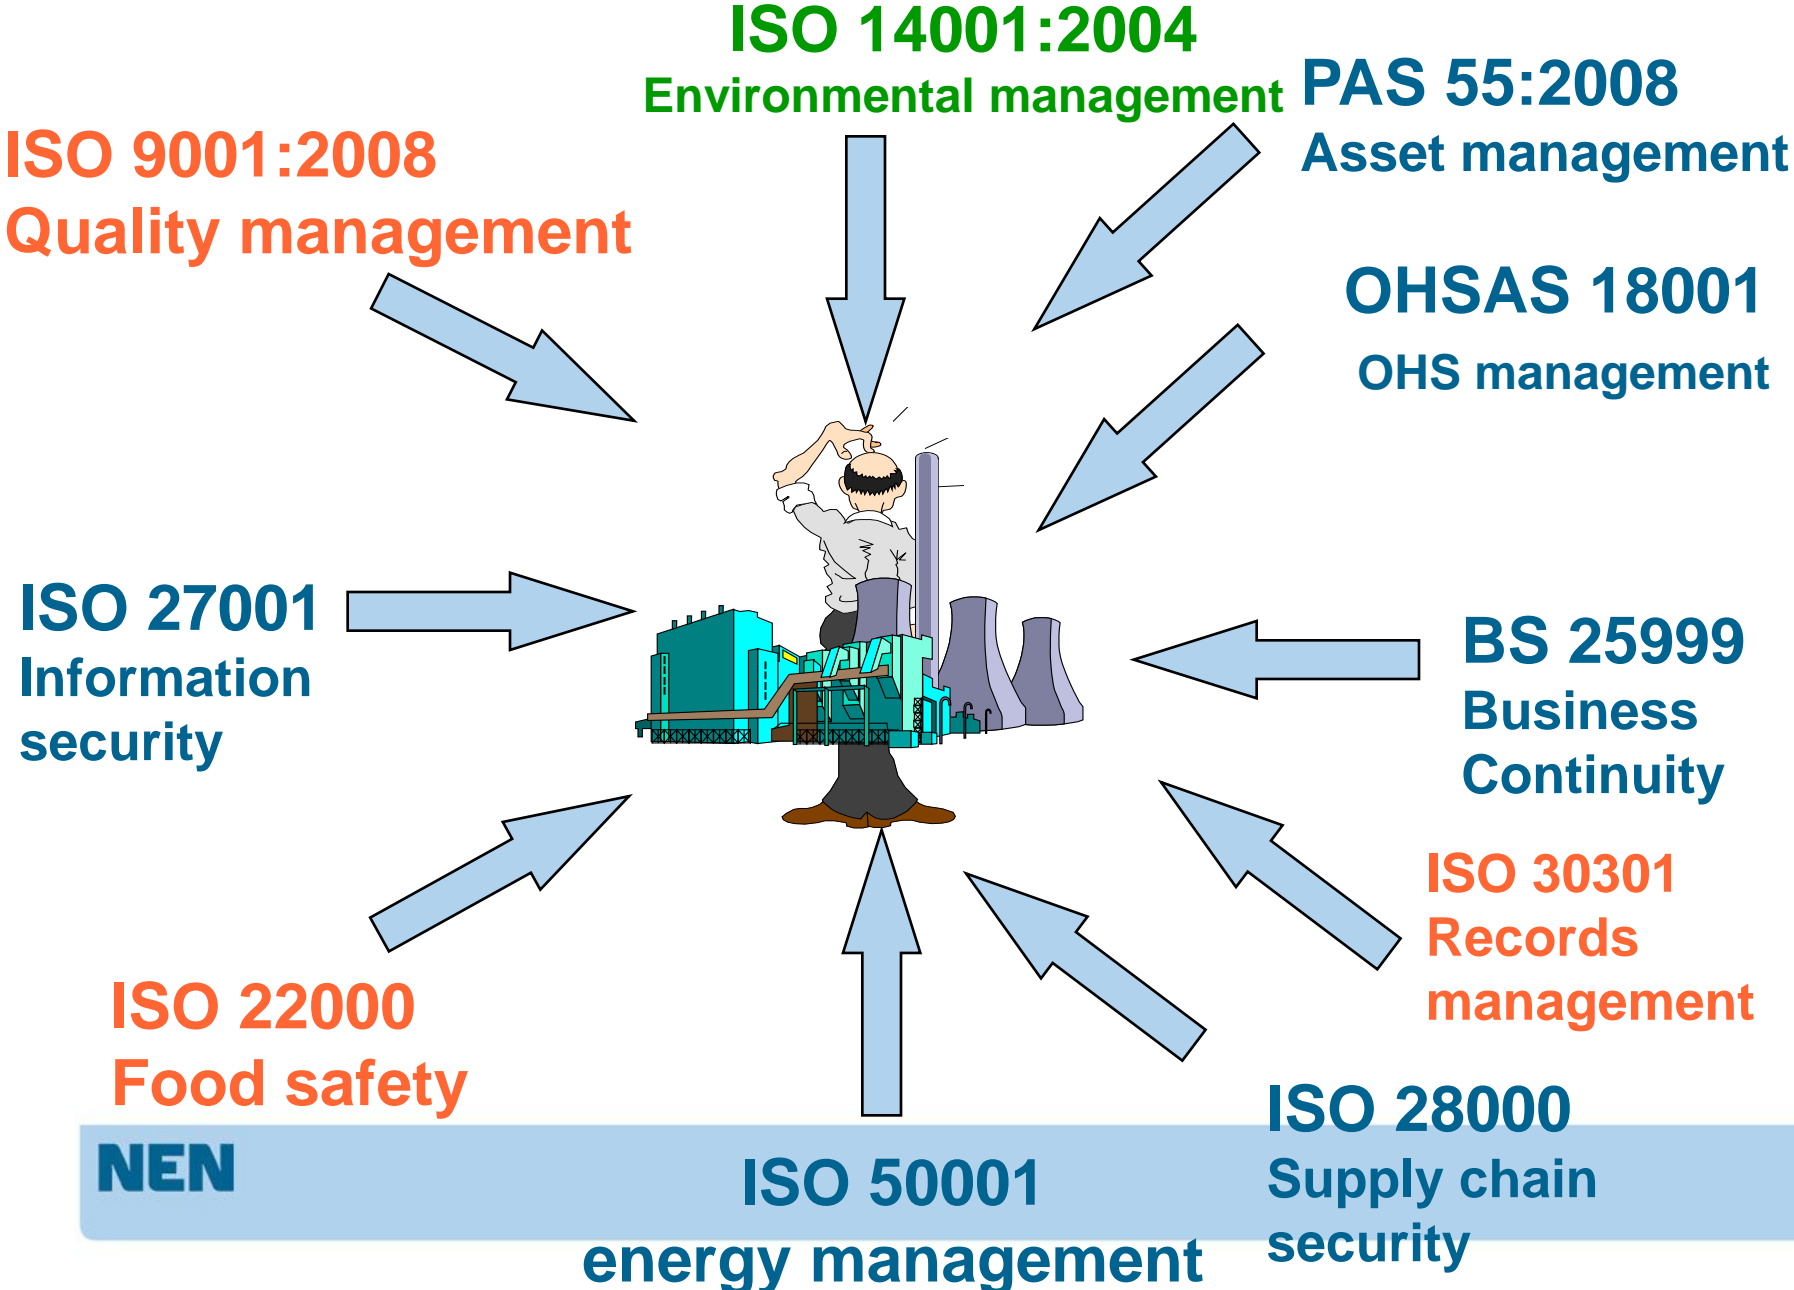 ISO 14001:2004
Environmental management
PAS 55:2008
Asset management
ISO 9001:2008
Quality management
OHSAS 18001
OHS management
ISO 27001
Information
security
BS 25999
Business
Continuity
ISO 30301
Records
management
ISO 22000
Food safety
ISO 28000
Supply chain
security
NEN
ISO 50001
energy management